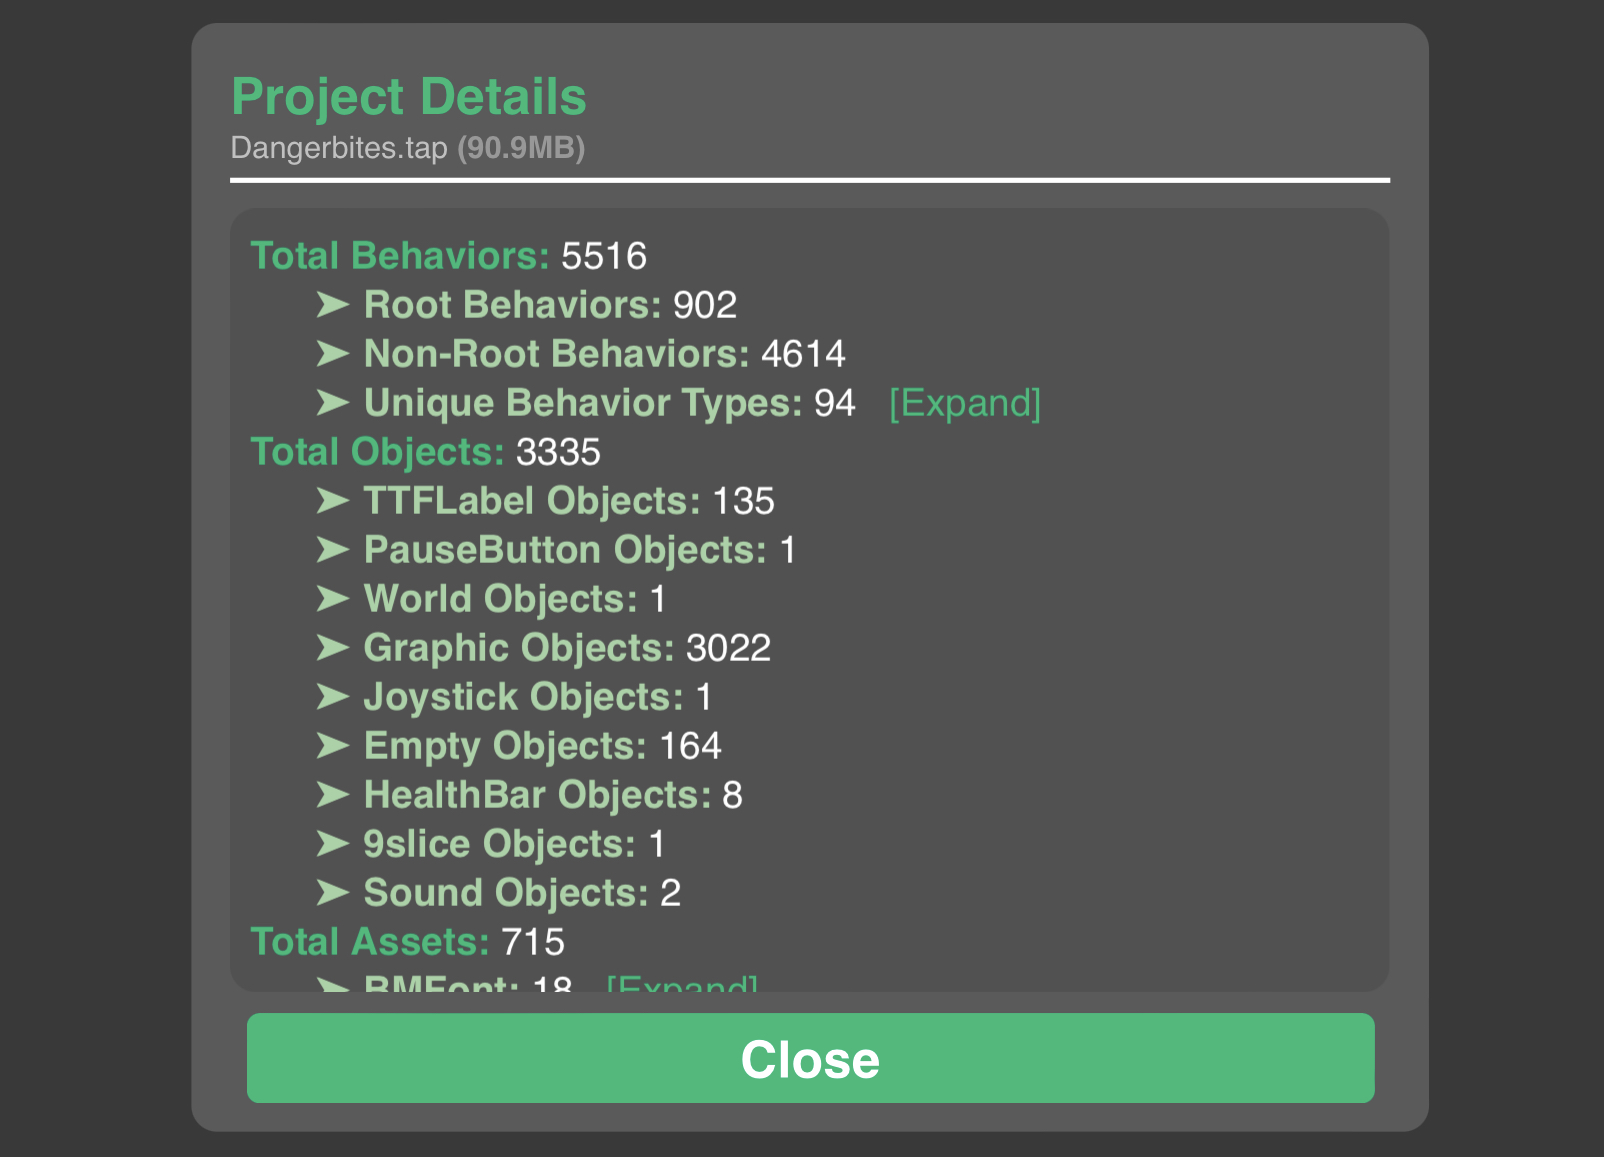 Project Details
Dangerbites.tap (90.9MB)
Total Behaviors: 5516
➤ Root Behaviors: 902
➤ Non-Root Behaviors: 4614
➤ Unique Behavior Types: 94 [Expand]
Total Objects: 3335
➤ TTFLabel Objects: 135
➤ PauseButton Objects: 1
➤ World Objects: 1
➤ Graphic Objects: 3022
➤ Joystick Objects: 1
➤ Empty Objects: 164
➤ HealthBar Objects: 8
➤ 9slice Objects: 1
➤ Sound Objects: 2
Total Assets: 715
➤ BMFont: 18 [Expand]
Close